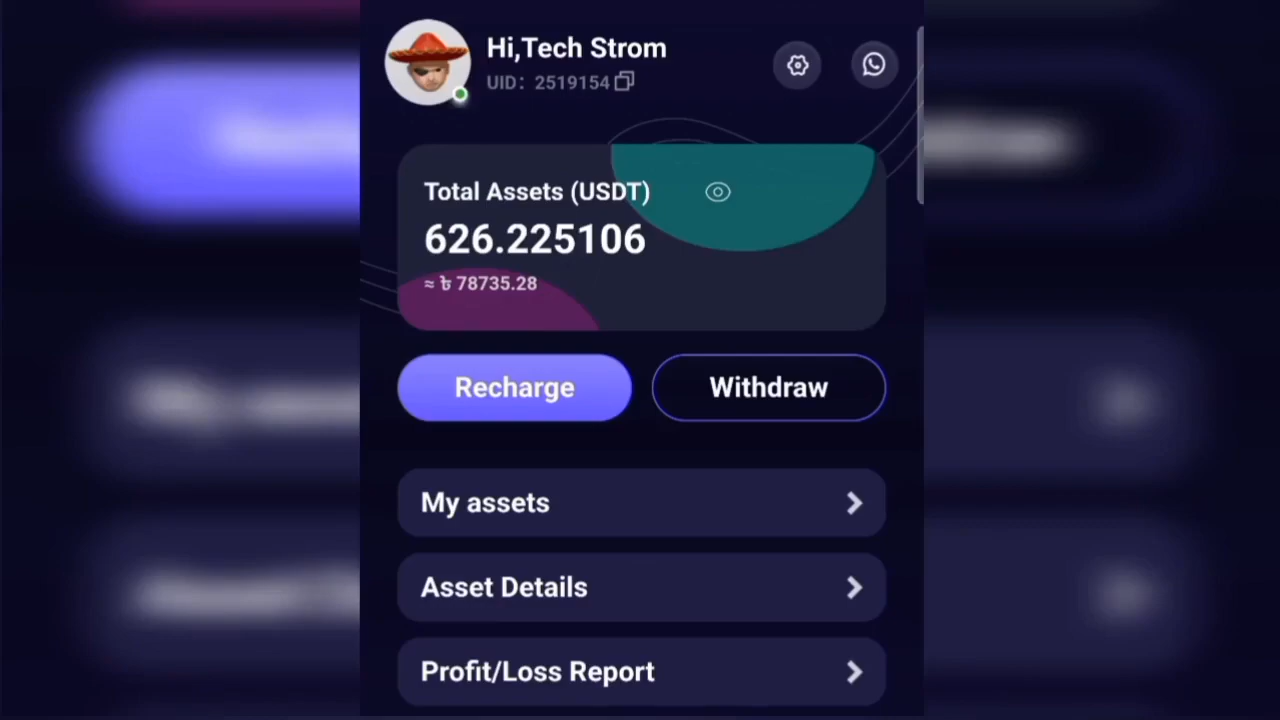 Hi,Tech Strom
UID: 2519154
Total Assets (USDT)
626.225106
≈ ৳ 78735.28
Recharge
Withdraw
My assets
Asset Details
Profit/Loss Report